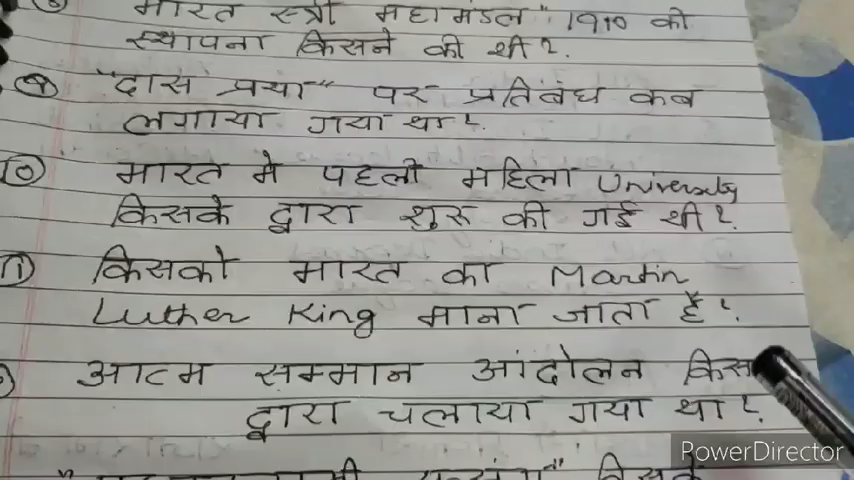 भारत स्त्री महामंडल" 1910 की
स्थापना किसने की थी?
⑨ "दास प्रथा" पर प्रतिबंध कब
लगाया गया था?
⑩ भारत मे पहली महिला University
किसके द्वारा शुरू की गई थी?
⑪ किसको भारत का Martin
Luther King माना जाता है?
आत्म सम्मान आंदोलन किस
द्वारा चलाया गया था?
PowerDirector